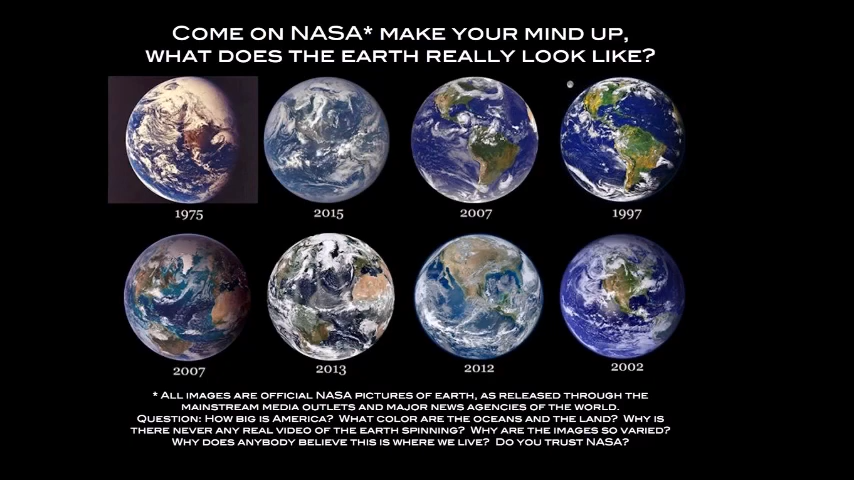 Come on NASA* make your mind up,
what does the earth really look like?
1975
2015
2007
1997
2007
2013
2012
2002
* All images are official NASA pictures of earth, as released through the
mainstream media outlets and major news agencies of the world.
Question: How big is America? What color are the oceans and the land? Why is
there never any real video of the earth spinning? Why are the images so varied?
Why does anybody believe this is where we live? Do you trust NASA?